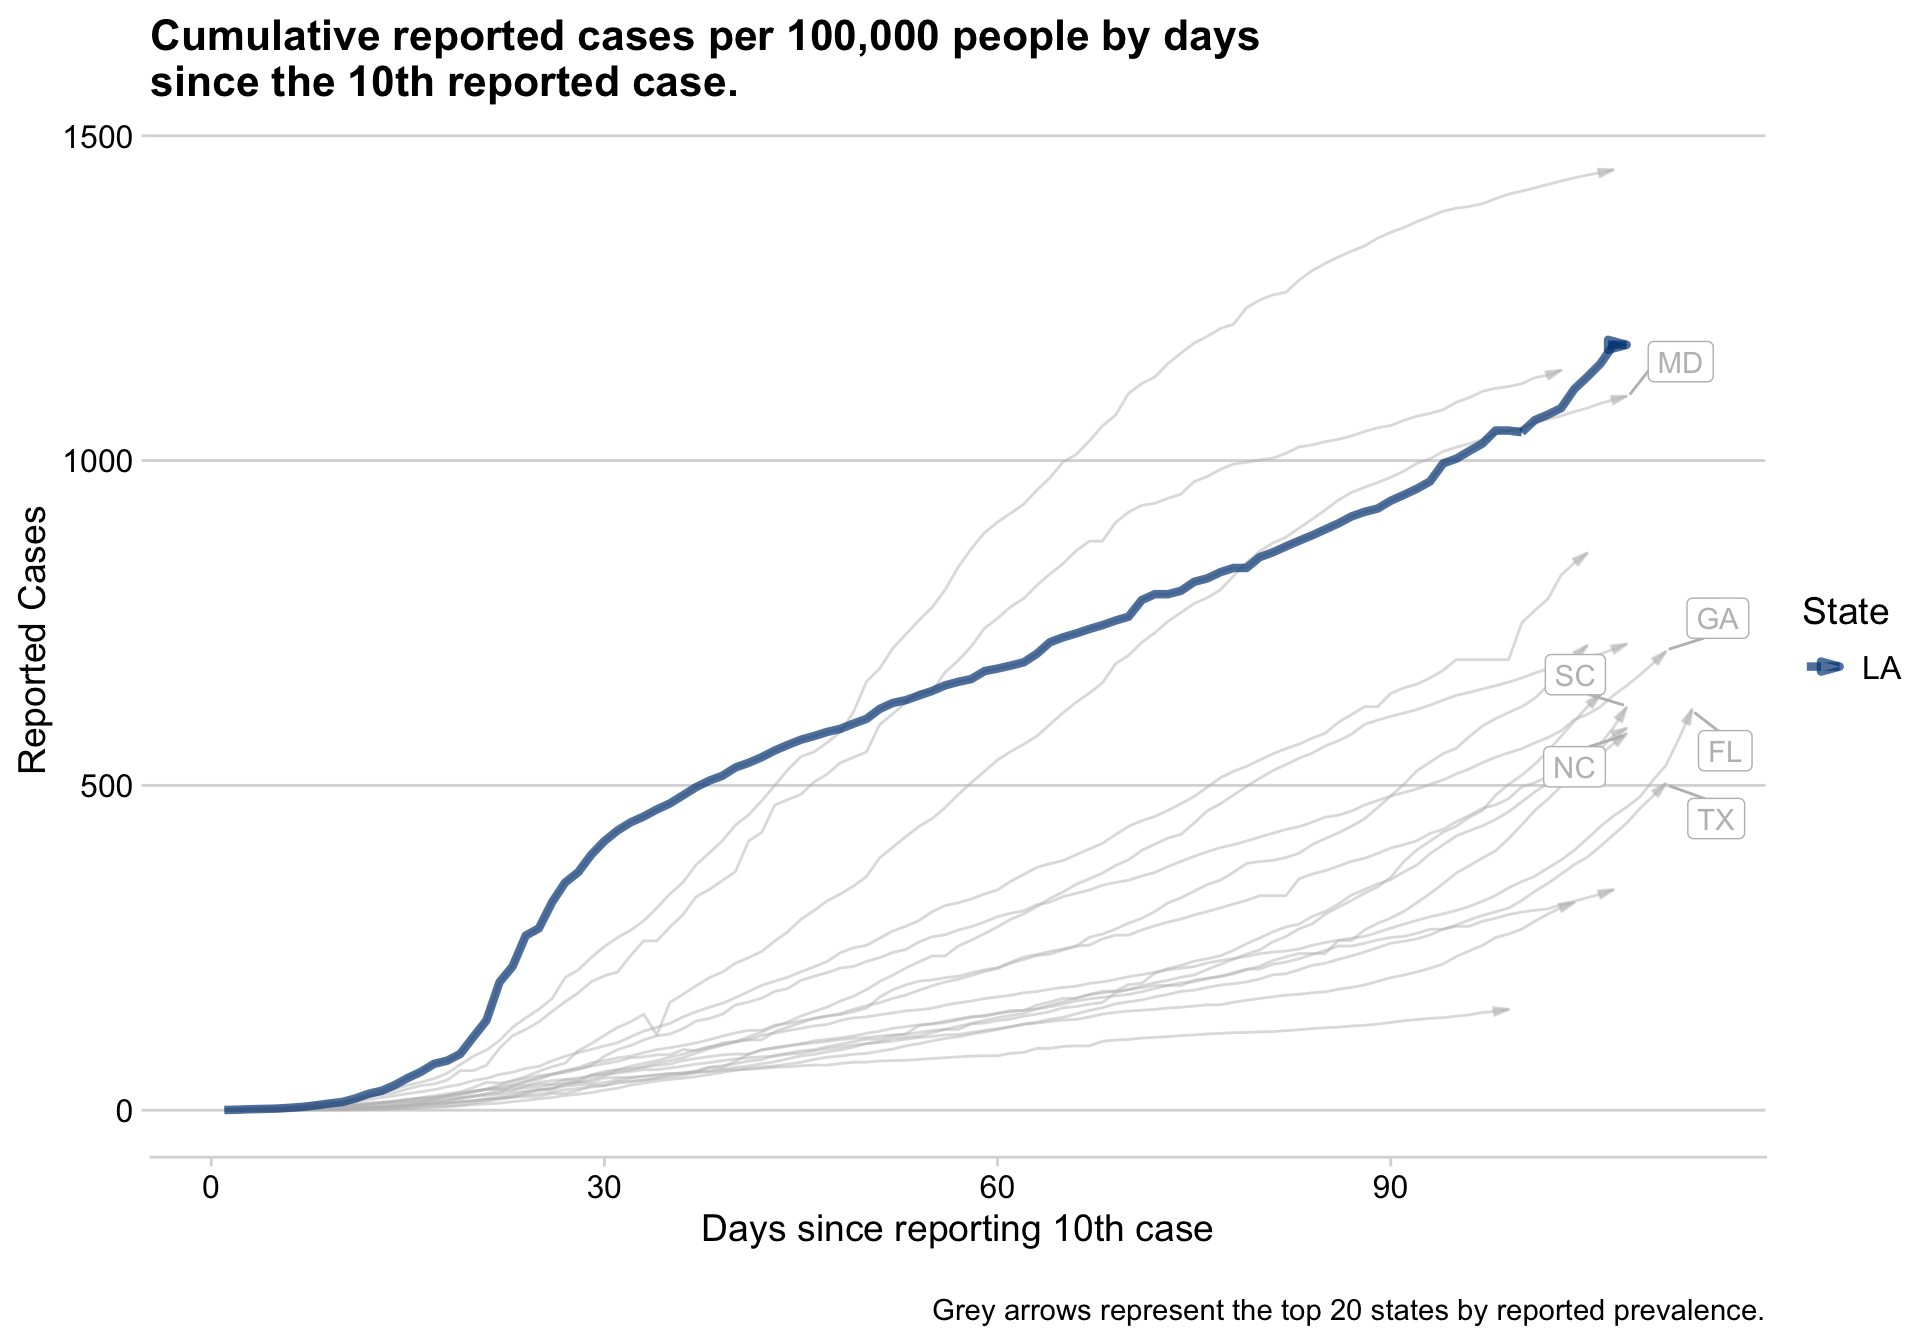 Cumulative reported cases per 100,000 people by days
since the 10th reported case.
1500
1000
500
0
Reported Cases
MD
GA
SC
FL
NC
TX
State
LA
0
30
60
90
Days since reporting 10th case
Grey arrows represent the top 20 states by reported prevalence.